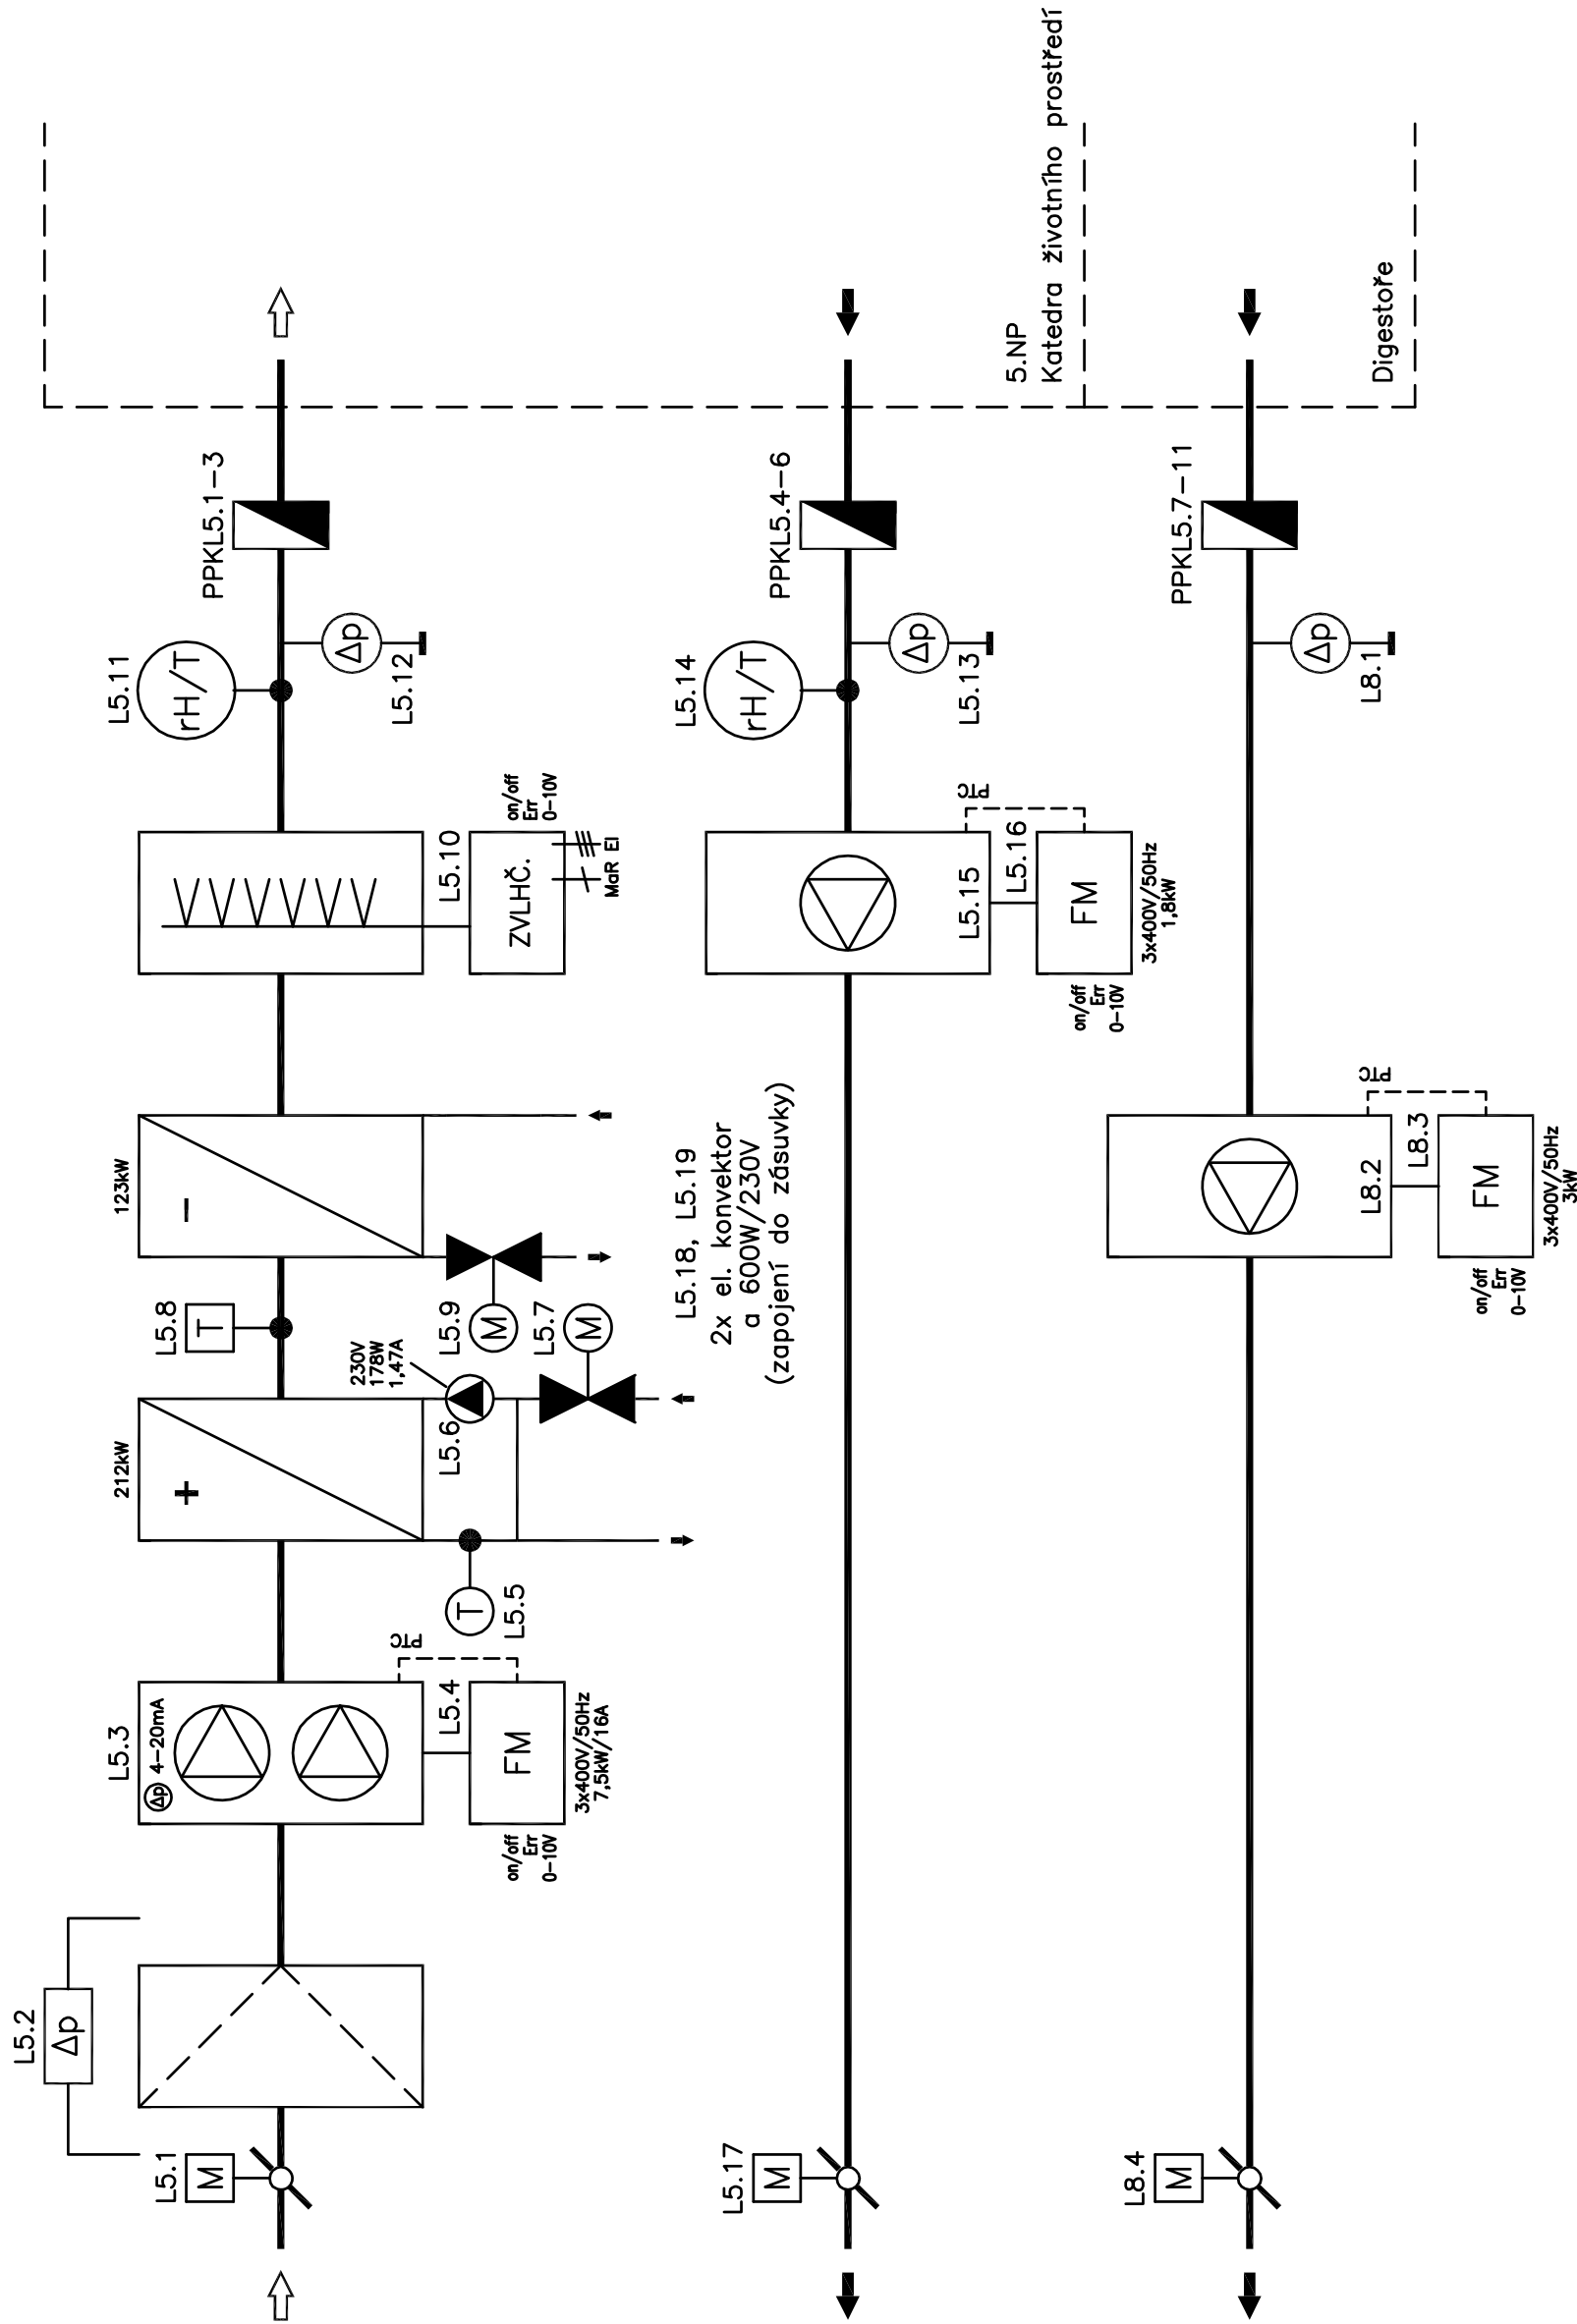 L5.2
Δp
L5.1
M
L5.3
Δp 4-20mA
PTC
L5.4
FM
on/off
Err
0-10V
3x400V/50Hz
7,5kW/16A
212kW
+
T
L5.5
L5.6
230V
178W
1,47A
L5.7
M
L5.8
T
123kW
-
L5.9
M
L5.10
ZVLHČ.
on/off
Err
0-10V
MaR El
L5.11
rH/T
Δp
L5.12
PPKL5.1-3
L5.18, L5.19
2x el. konvektor
a 600W/230V
(zapojení do zásuvky)
L5.17
M
L5.15
PTC
L5.16
FM
on/off
Err
0-10V
3x400V/50Hz
1,8kW
L5.14
rH/T
Δp
L5.13
PPKL5.4-6
5.NP
Katedra životního prostředí
L8.4
M
L8.2
PTC
L8.3
FM
on/off
Err
0-10V
3x400V/50Hz
3kW
Δp
L8.1
PPKL5.7-11
Digestoře